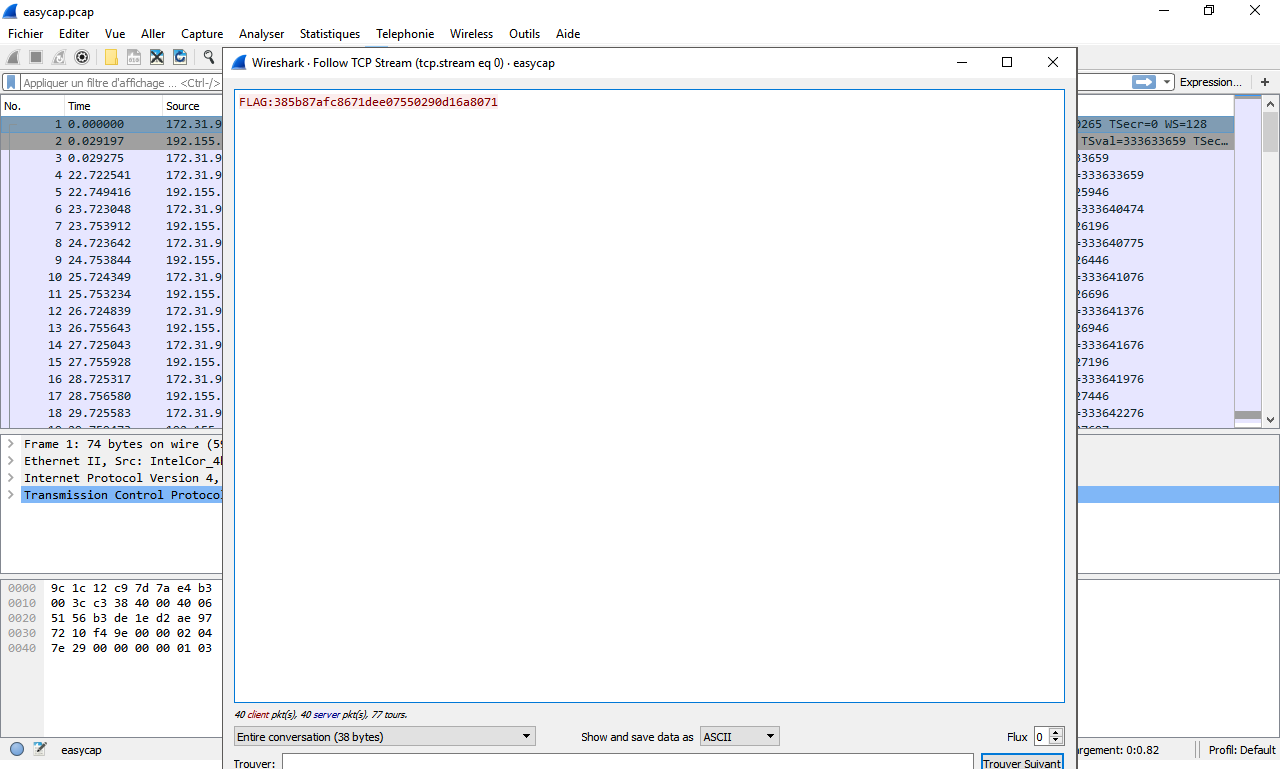 easycap.pcap
Fichier Editer Vue Aller Capture Analyser Statistiques Telephonie Wireless Outils Aide
Wireshark · Follow TCP Stream (tcp.stream eq 0) · easycap
Appliquer un filtre d'affichage ... <Ctrl-/>
Expression... +
FLAG:385b87afc8671dee07550290d16a8071
No. Time Source
1 0.000000 172.31.9 0265 TSecr=0 WS=128
2 0.029197 192.155. TSval=333633659 TSec...
3 0.029275 172.31.9 33659
4 22.722541 172.31.9 =333633659
5 22.749416 192.155. 25946
6 23.723048 172.31.9 =333640474
7 23.753912 192.155. 26196
8 24.723642 172.31.9 =333640775
9 24.753844 192.155. 26446
10 25.724349 172.31.9 =333641076
11 25.753234 192.155. 26696
12 26.724839 172.31.9 =333641376
13 26.755643 192.155. 26946
14 27.725043 172.31.9 =333641676
15 27.755928 192.155. 27196
16 28.725317 172.31.9 =333641976
17 28.756580 192.155. 27446
18 29.725583 172.31.9 =333642276
Frame 1: 74 bytes on wire (59
Ethernet II, Src: IntelCor_4
Internet Protocol Version 4,
Transmission Control Protocol
0000 9c 1c 12 c9 7d 7a e4 b3
0010 00 3c c3 38 40 00 40 06
0020 51 56 b3 de 1e d2 ae 97
0030 72 10 f4 9e 00 00 02 04
0040 7e 29 00 00 00 00 01 03
40 client pkt(s), 40 server pkt(s), 77 tours.
Entire conversation (38 bytes) Show and save data as ASCII Flux 0
Trouver: Trouver Suivant
easycap
argement: 0:0.82 Profil: Default